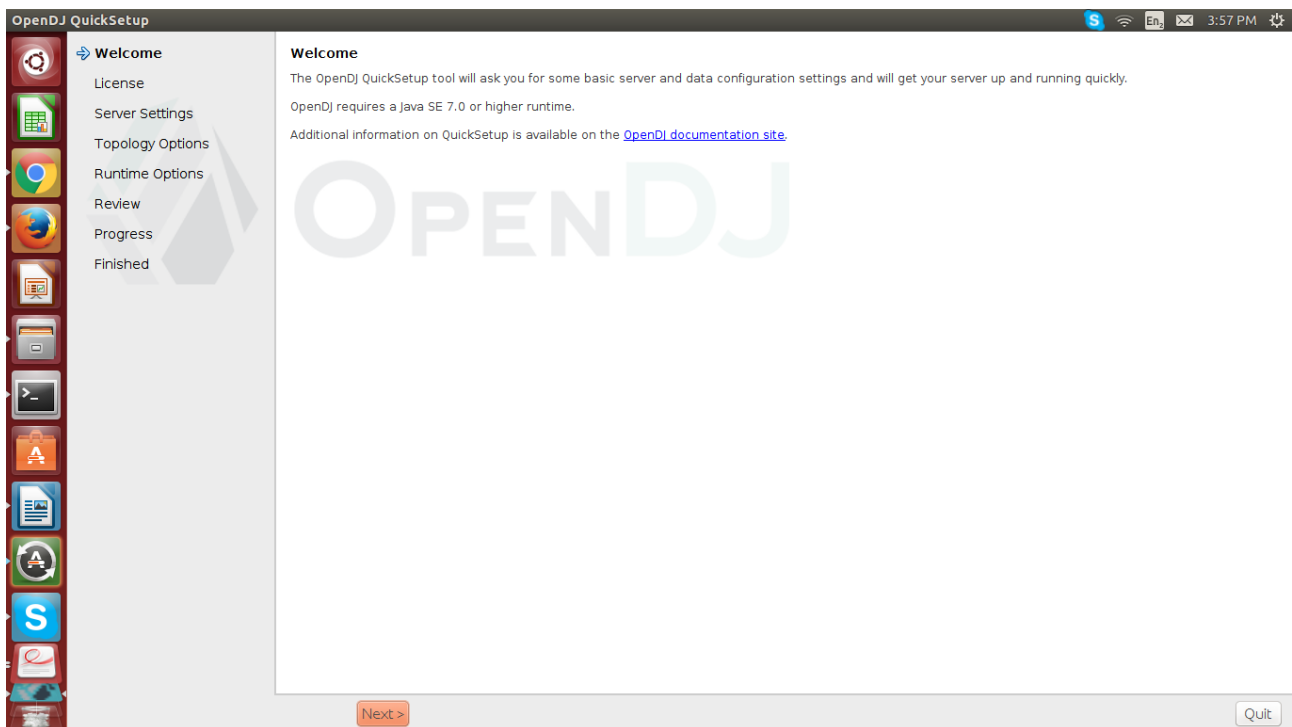 OpenDJ QuickSetup
S
En2
3:57 PM
Welcome
License
Server Settings
Topology Options
Runtime Options
Review
Progress
Finished
Welcome
The OpenDJ QuickSetup tool will ask you for some basic server and data configuration settings and will get your server up and running quickly.
OpenDJ requires a Java SE 7.0 or higher runtime.
Additional information on QuickSetup is available on the OpenDJ documentation site.
OPENDJ
>_
A
A
S
Next >
Quit